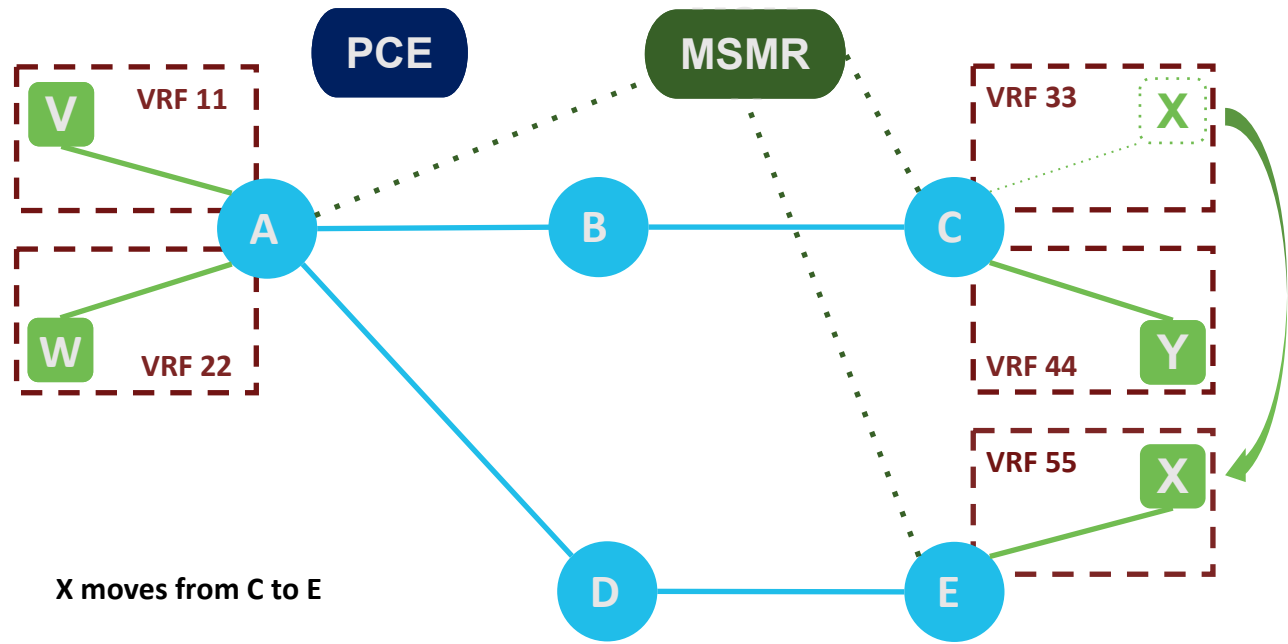 PCE
MSMR
VRF 11
V
VRF 33
X
A
B
C
W
VRF 22
VRF 44
Y
VRF 55
X
D
E
X moves from C to E